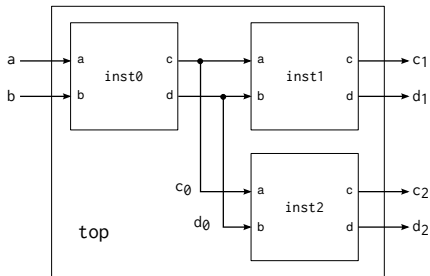 a a c a c c1
inst0 inst1
b b d b d d1
c0 a c c2
inst2
d0 b d d2
top